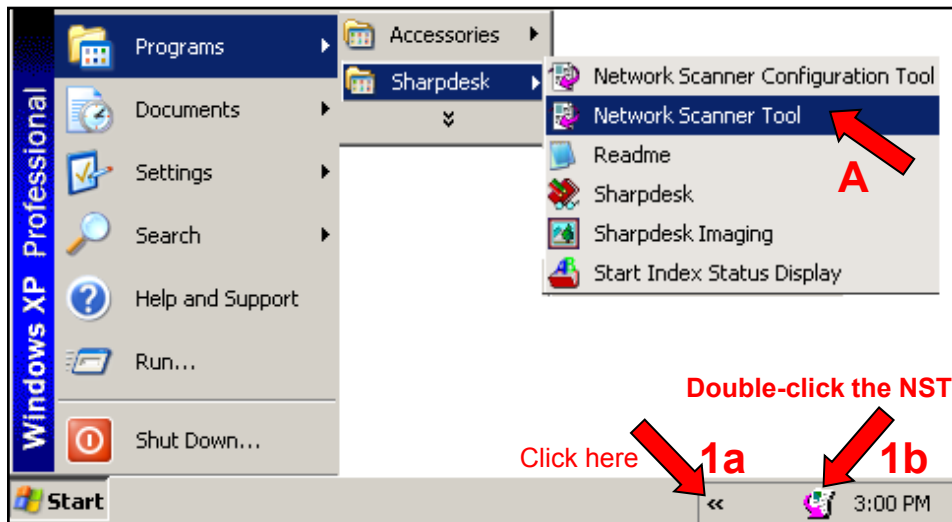 Windows XP Professional
Programs
Documents
Settings
Search
Help and Support
Run...
Shut Down...
Accessories
Sharpdesk
Network Scanner Configuration Tool
Network Scanner Tool
Readme
Sharpdesk
Sharpdesk Imaging
Start Index Status Display
A
Double-click the NST
Click here
1a
1b
Start
«
3:00 PM